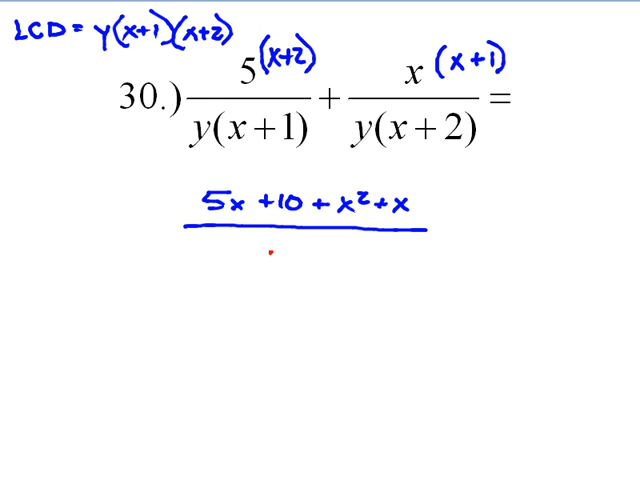 LCD = y(x+1)(x+2)
30.) 5 (x+2) / y(x + 1) + x (x+1) / y(x + 2) =
5x + 10 + x² + x